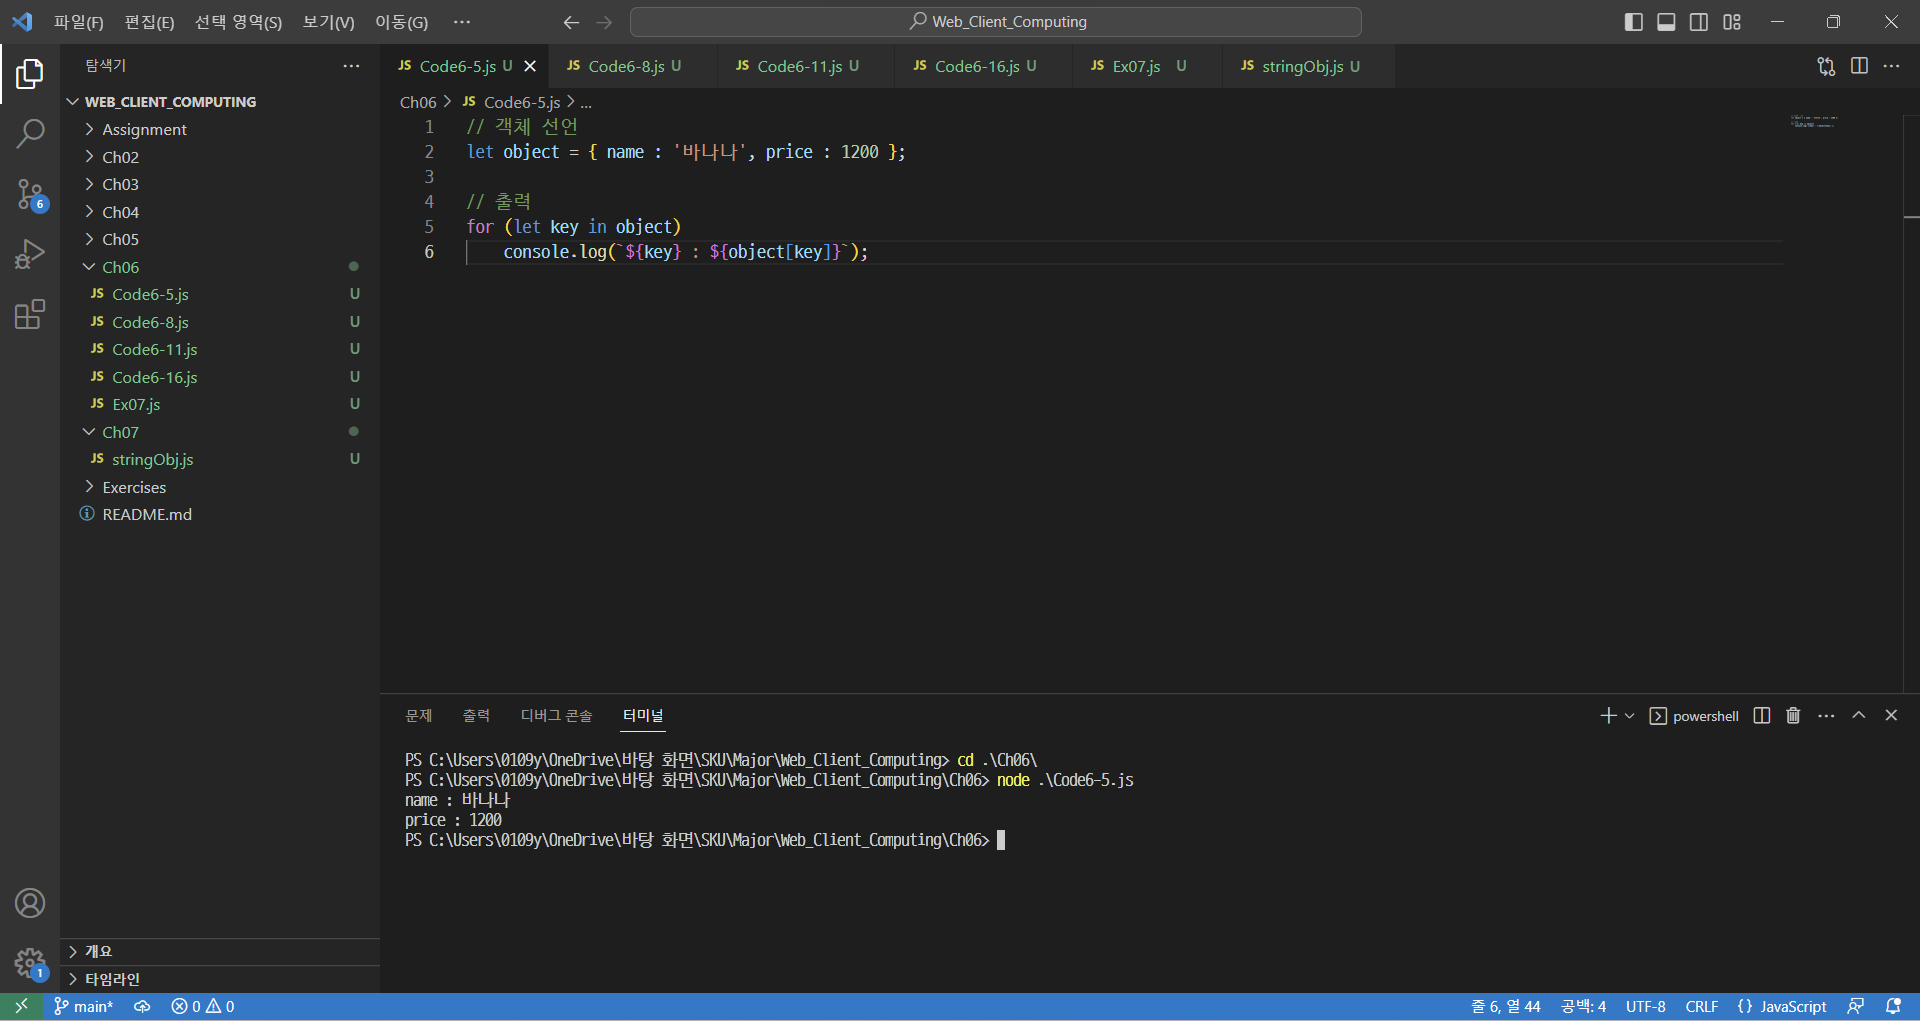 파일(F) 편집(E) 선택 영역(S) 보기(V) 이동(G) ··· Web_Client_Computing
탐색기 ···
WEB_CLIENT_COMPUTING
Assignment
Ch02
Ch03
Ch04
Ch05
Ch06
JS Code6-5.js U
JS Code6-8.js U
JS Code6-11.js U
JS Code6-16.js U
JS Ex07.js U
Ch07
JS stringObj.js U
Exercises
README.md
개요
타임라인
JS Code6-5.js U JS Code6-8.js U JS Code6-11.js U JS Code6-16.js U JS Ex07.js U JS stringObj.js U
Ch06 > JS Code6-5.js > ...
1 // 객체 선언
2 let object = { name : '바나나', price : 1200 };
3
4 // 출력
5 for (let key in object)
6 console.log(`${key} : ${object[key]}`);
문제 출력 디버그 콘솔 터미널 powershell
PS C:\Users\0109y\OneDrive\바탕 화면\SKU\Major\Web_Client_Computing> cd .\Ch06\
PS C:\Users\0109y\OneDrive\바탕 화면\SKU\Major\Web_Client_Computing\Ch06> node .\Code6-5.js
name : 바나나
price : 1200
PS C:\Users\0109y\OneDrive\바탕 화면\SKU\Major\Web_Client_Computing\Ch06>
6
1
main* 0 0 줄 6, 열 44 공백: 4 UTF-8 CRLF {} JavaScript